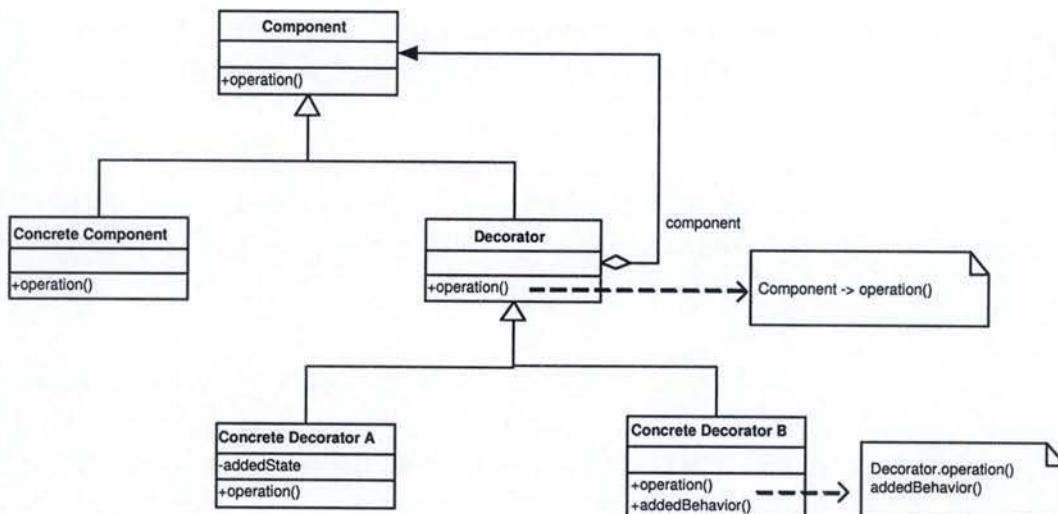 Component
+operation()
component
Concrete Component
+operation()
Decorator
+operation()
Component -> operation()
Concrete Decorator A
-addedState
+operation()
Concrete Decorator B
+operation()
+addedBehavior()
Decorator.operation()
addedBehavior()